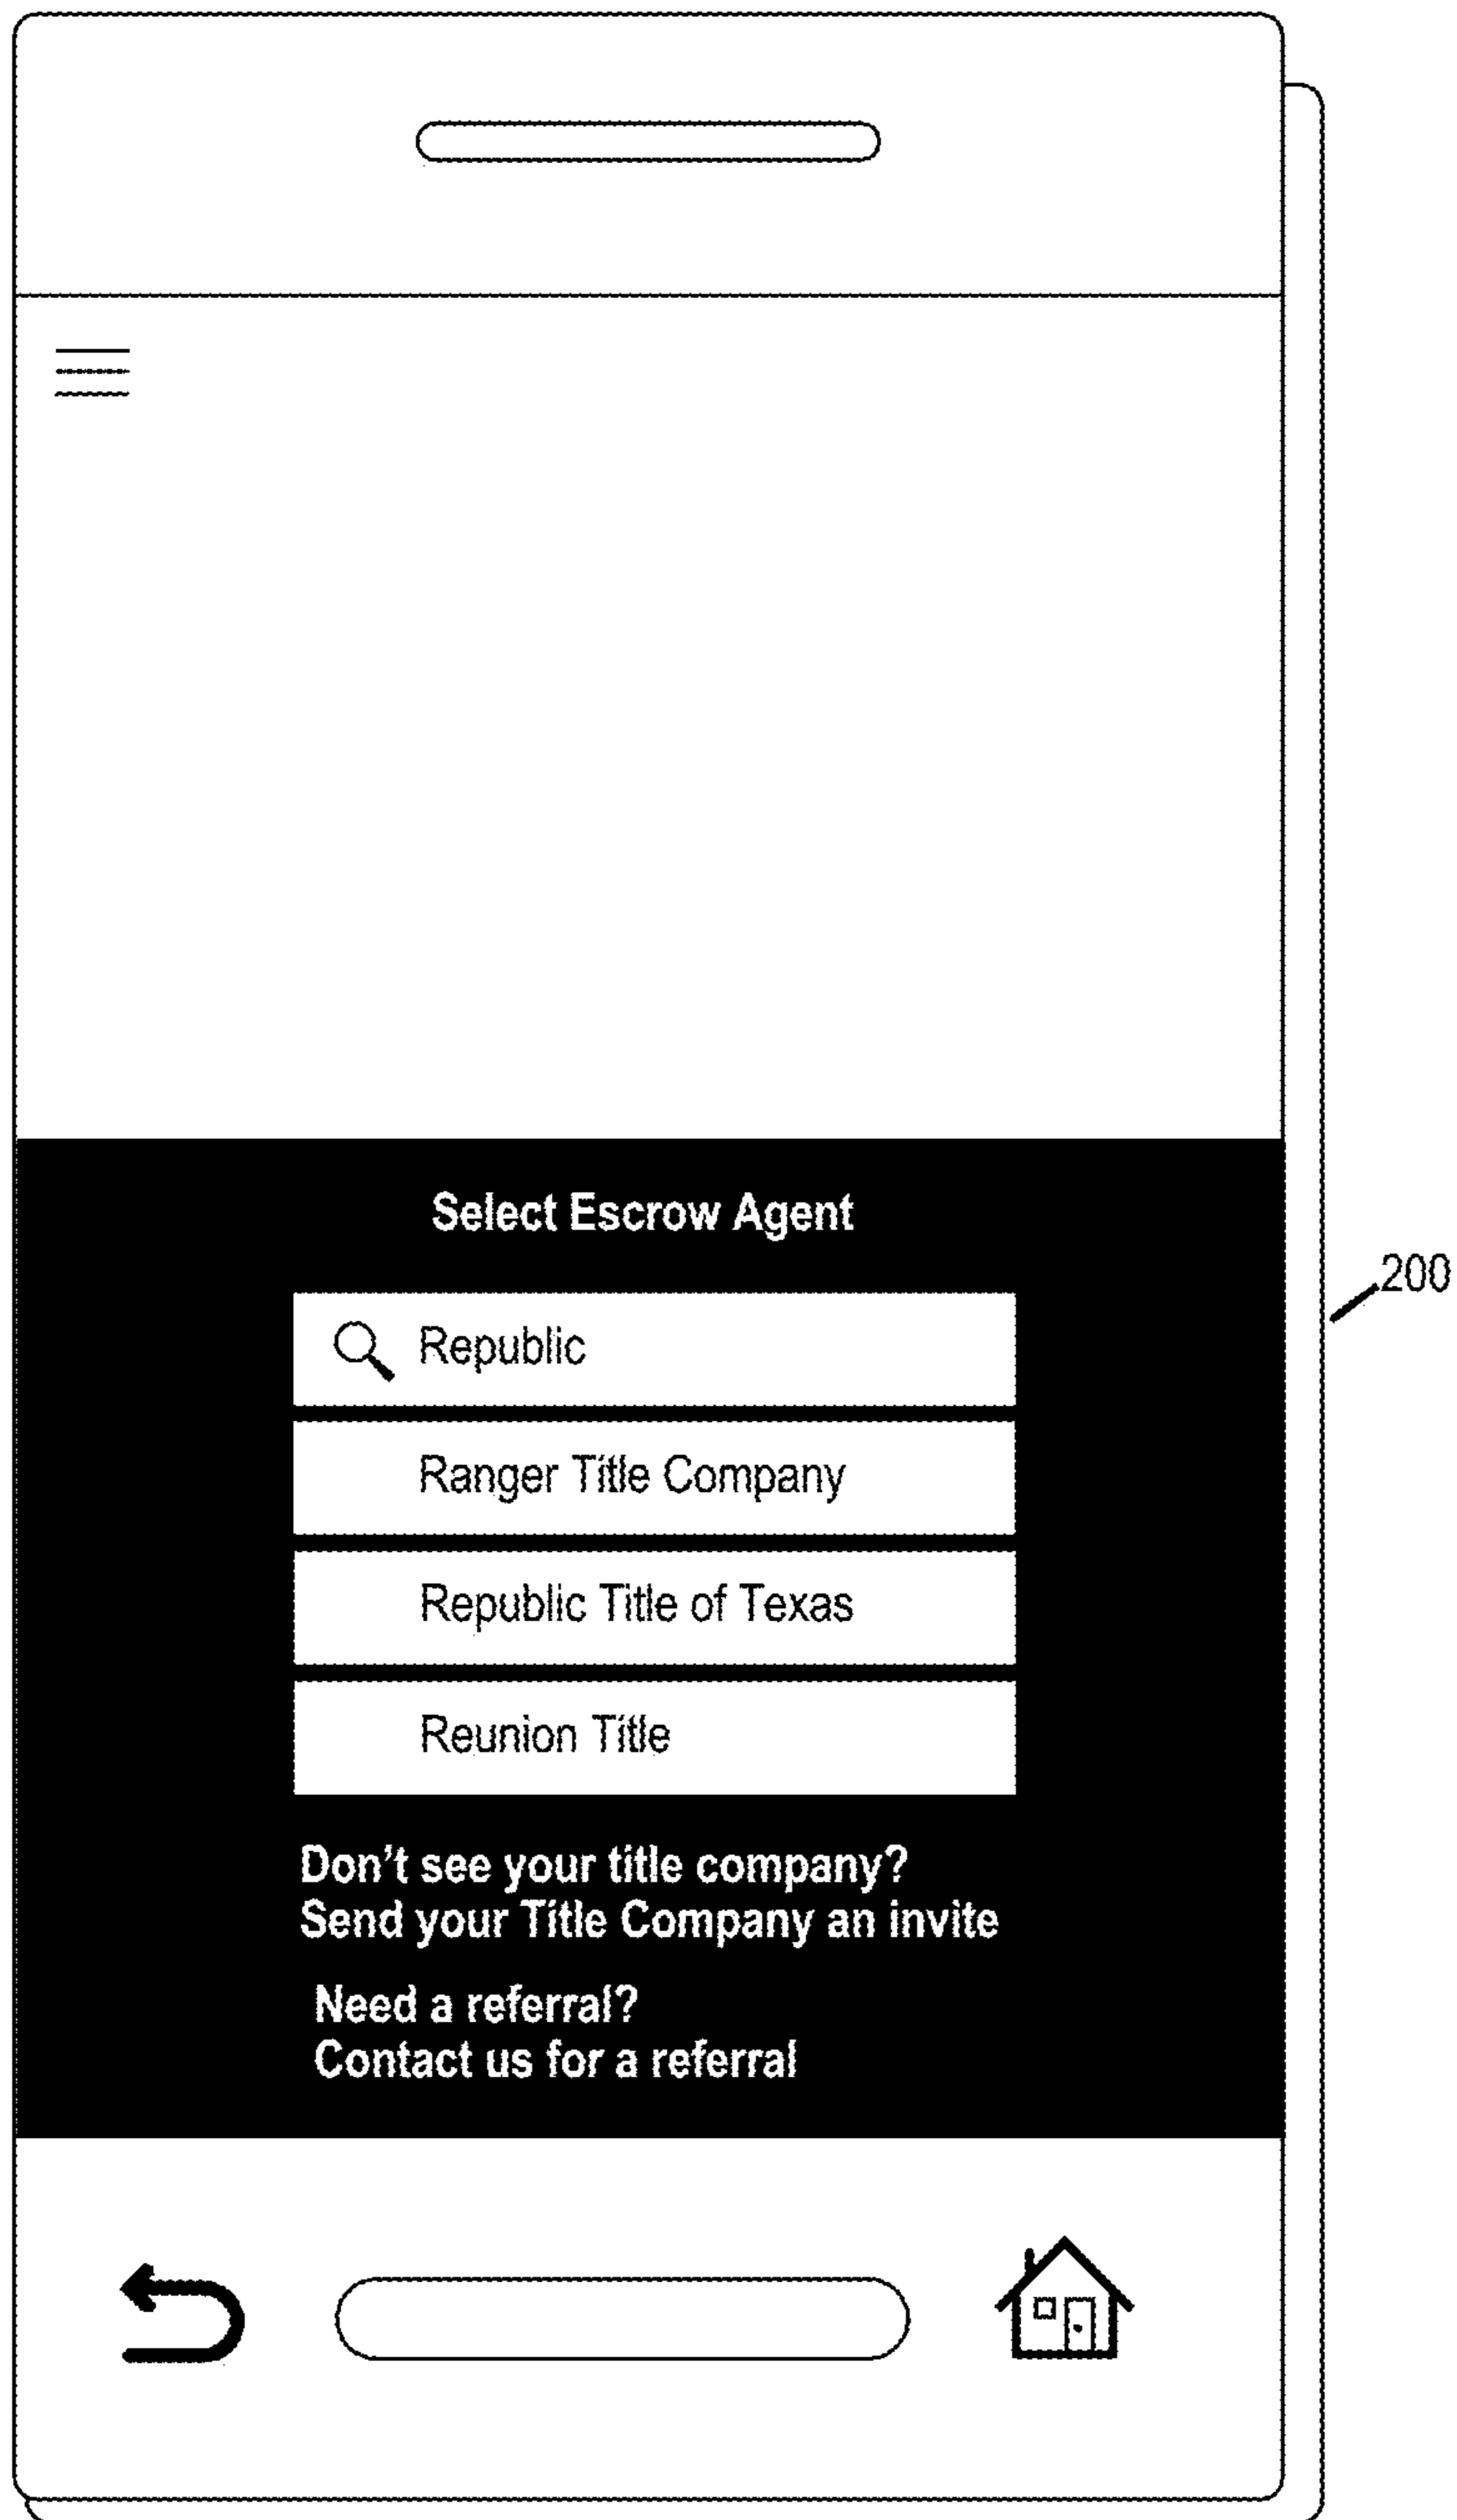 Select Escrow Agent
200
Republic
Ranger Title Company
Republic Title of Texas
Reunion Title
Don't see your title company?
Send your Title Company an invite
Need a referral?
Contact us for a referral